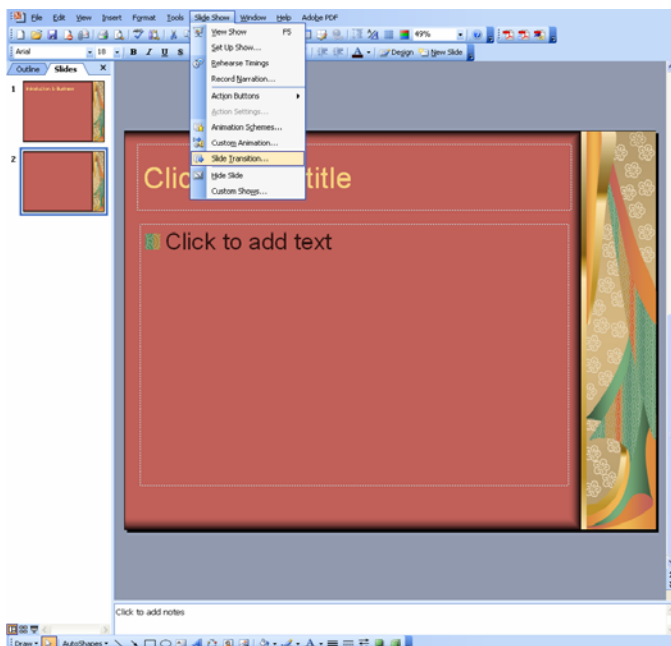 File Edit View Insert Format Tools Slide Show Window Help Adobe PDF
49%
Arial 18 B I U S A Design New Slide
Outline Slides X
View Show F5
Set Up Show...
Rehearse Timings
Record Narration...
Action Buttons
Action Settings...
Animation Schemes...
Custom Animation...
Slide Transition...
Hide Slide
Custom Shows...
1
Introduction to Business
2
Clic title
Click to add text
Click to add notes
Draw AutoShapes A